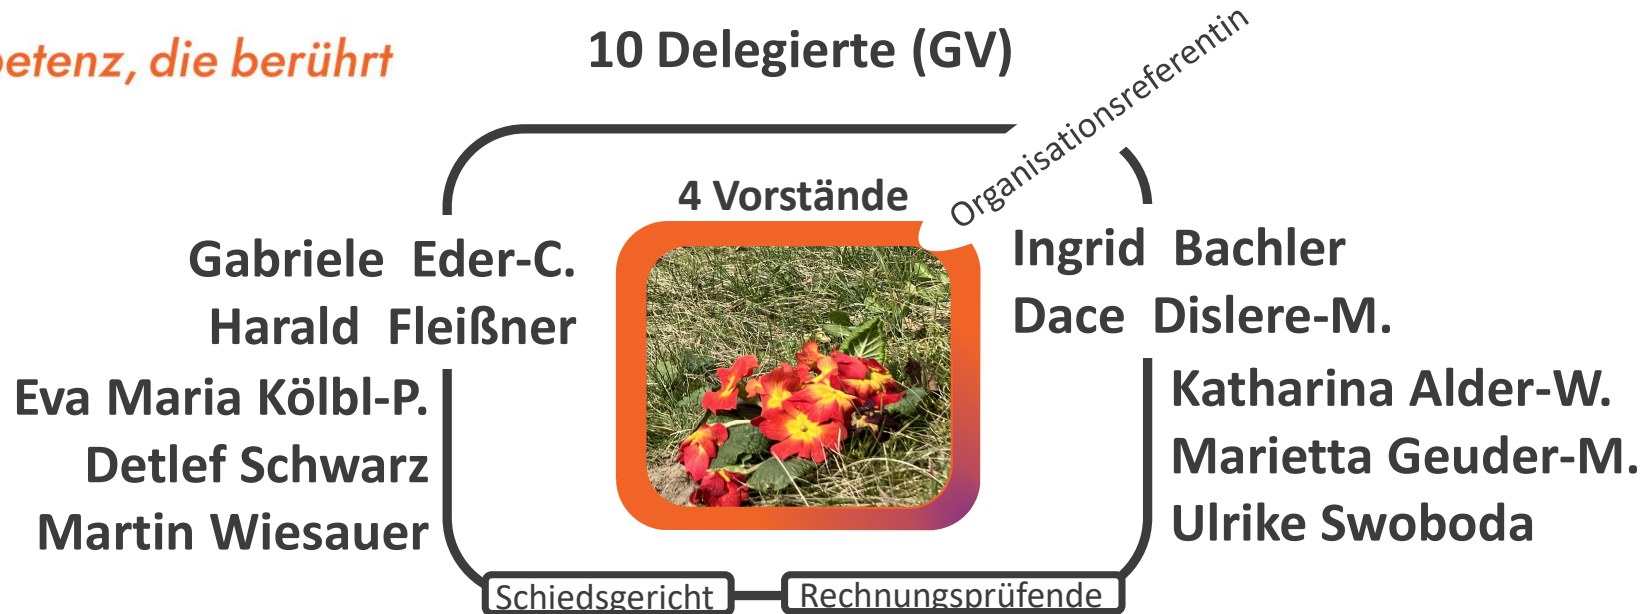 petenz, die berührt
10 Delegierte (GV)
Organisationsreferentin
4 Vorstände
Gabriele Eder-C.
Harald Fleißner
Ingrid Bachler
Dace Dislere-M.
Eva Maria Kölbl-P.
Detlef Schwarz
Martin Wiesauer
Katharina Alder-W.
Marietta Geuder-M.
Ulrike Swoboda
Schiedsgericht
Rechnungsprüfende